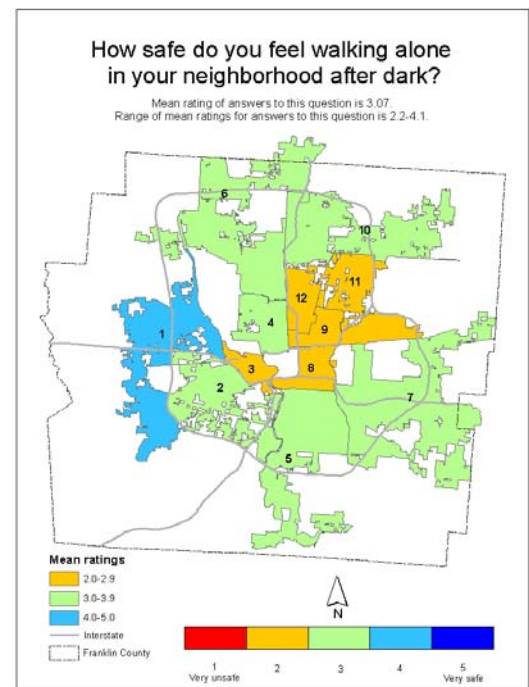 How safe do you feel walking alone
in your neighborhood after dark?
Mean rating of answers to this question is 3.07.
Range of mean ratings for answers to this question is 2.2-4.1.
6
10
11
12
1
4
9
3
8
2
7
5
Mean ratings
2.0-2.9
3.0-3.9
4.0-5.0
Interstate
Franklin County
N
1 2 3 4 5
Very unsafe Very safe